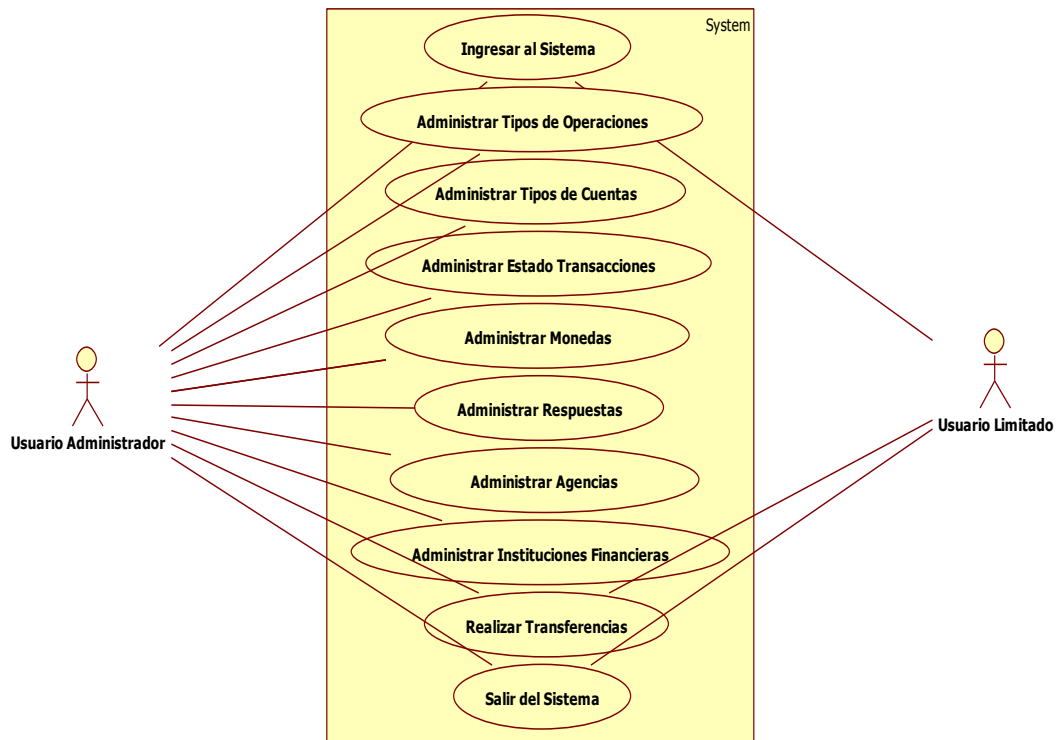 System
Ingresar al Sistema
Administrar Tipos de Operaciones
Administrar Tipos de Cuentas
Administrar Estado Transacciones
Administrar Monedas
Administrar Respuestas
Usuario Administrador
Usuario Limitado
Administrar Agencias
Administrar Instituciones Financieras
Realizar Transferencias
Salir del Sistema